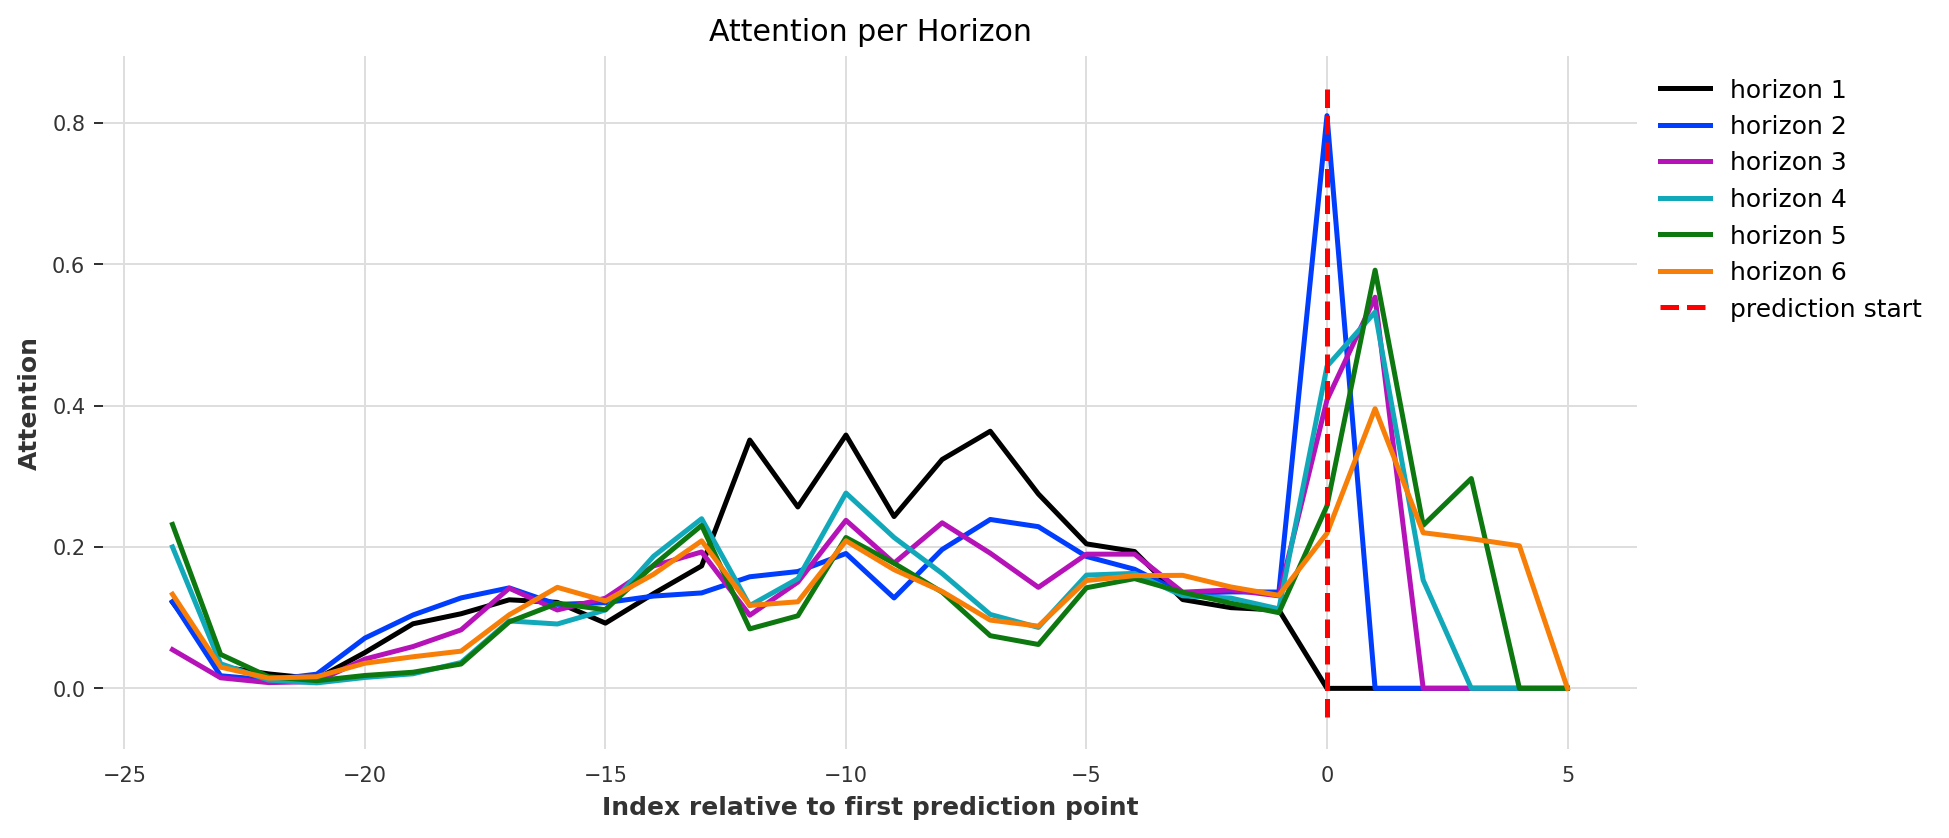 Attention per Horizon
horizon 1
horizon 2
horizon 3
horizon 4
horizon 5
horizon 6
prediction start
Attention
0.8
0.6
0.4
0.2
0.0
−25
−20
−15
−10
−5
0
5
Index relative to first prediction point